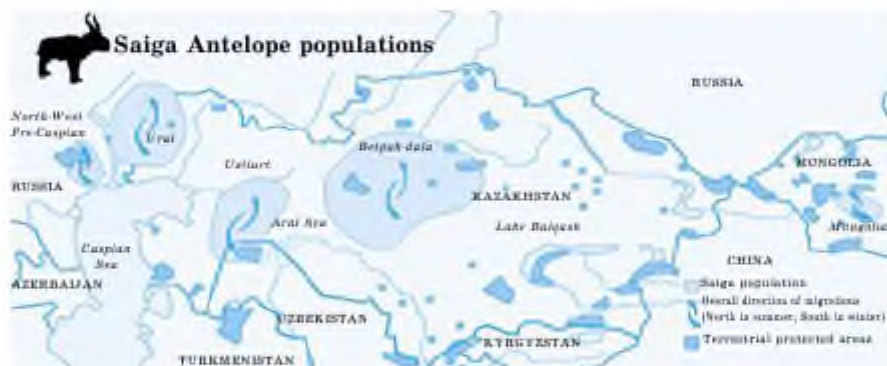 Saiga Antelope populations
RUSSIA
North-West
Pre-Caspian
Ural
Betpak-dala
MONGOLIA
Ustiurt
RUSSIA
KAZAKHSTAN
Aral Sea
Lake Balqash
Mongolia
Caspian
Sea
CHINA
AZERBAIJAN
Saiga population
Overall direction of migrations
(North in summer, South in winter)
UZBEKISTAN
KYRGYZSTAN
Terrestrial protected areas
TURKMENISTAN